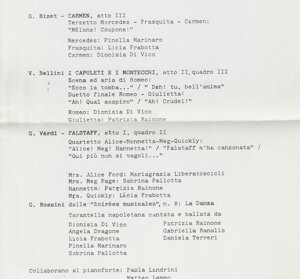 G. Bizet - CARMEN, atto III
Terzetto Mercedes - Frasquita - Carmen:
"Mêlons! Coupons!"
Mercedes: Pinella Marinaro
Frasquita: Licia Frabotta
Carmen: Dionisia Di Vico
V. Bellini I CAPULETI E I MONTECCHI, atto II, quadro III
Scena ed aria di Romeo:
"Ecco la tomba..." / " Deh! tu, bell'anima"
Duetto finale Romeo - Giulietta:
"Ah! Qual sospiro" / "Ah! Crudel!"
Romeo: Dionisia Di Vico
Giulietta: Patrizia Rainone
G. Verdi - FALSTAFF, atto I, quadro II
Quartetto Alice-Nannetta-Meg-Quickly:
"Alice! Meg! Nannetta!" / "Falstaff m'ha canzonata" /
"Qui più non si vagoli..."
Mrs. Alice Ford: Mariagrazia Liberatoscioli
Mrs. Meg Page: Sabrina Pallotta
Nannetta: Patrizia Rainone
Mrs. Quickly: Licia Frabotta
G. Rossini dalle "Soirées musicales", n. 8: La Danza
Tarantella napoletana cantata e ballata da
Dionisia Di Vico Patrizia Rainone
Angela Dragone Gabriella Ranallo
Licia Frabotta Daniela Terreri
Pinella Marinaro
Sabrina Pallotta
Collaborano al pianoforte: Paola Landrini
Matteo